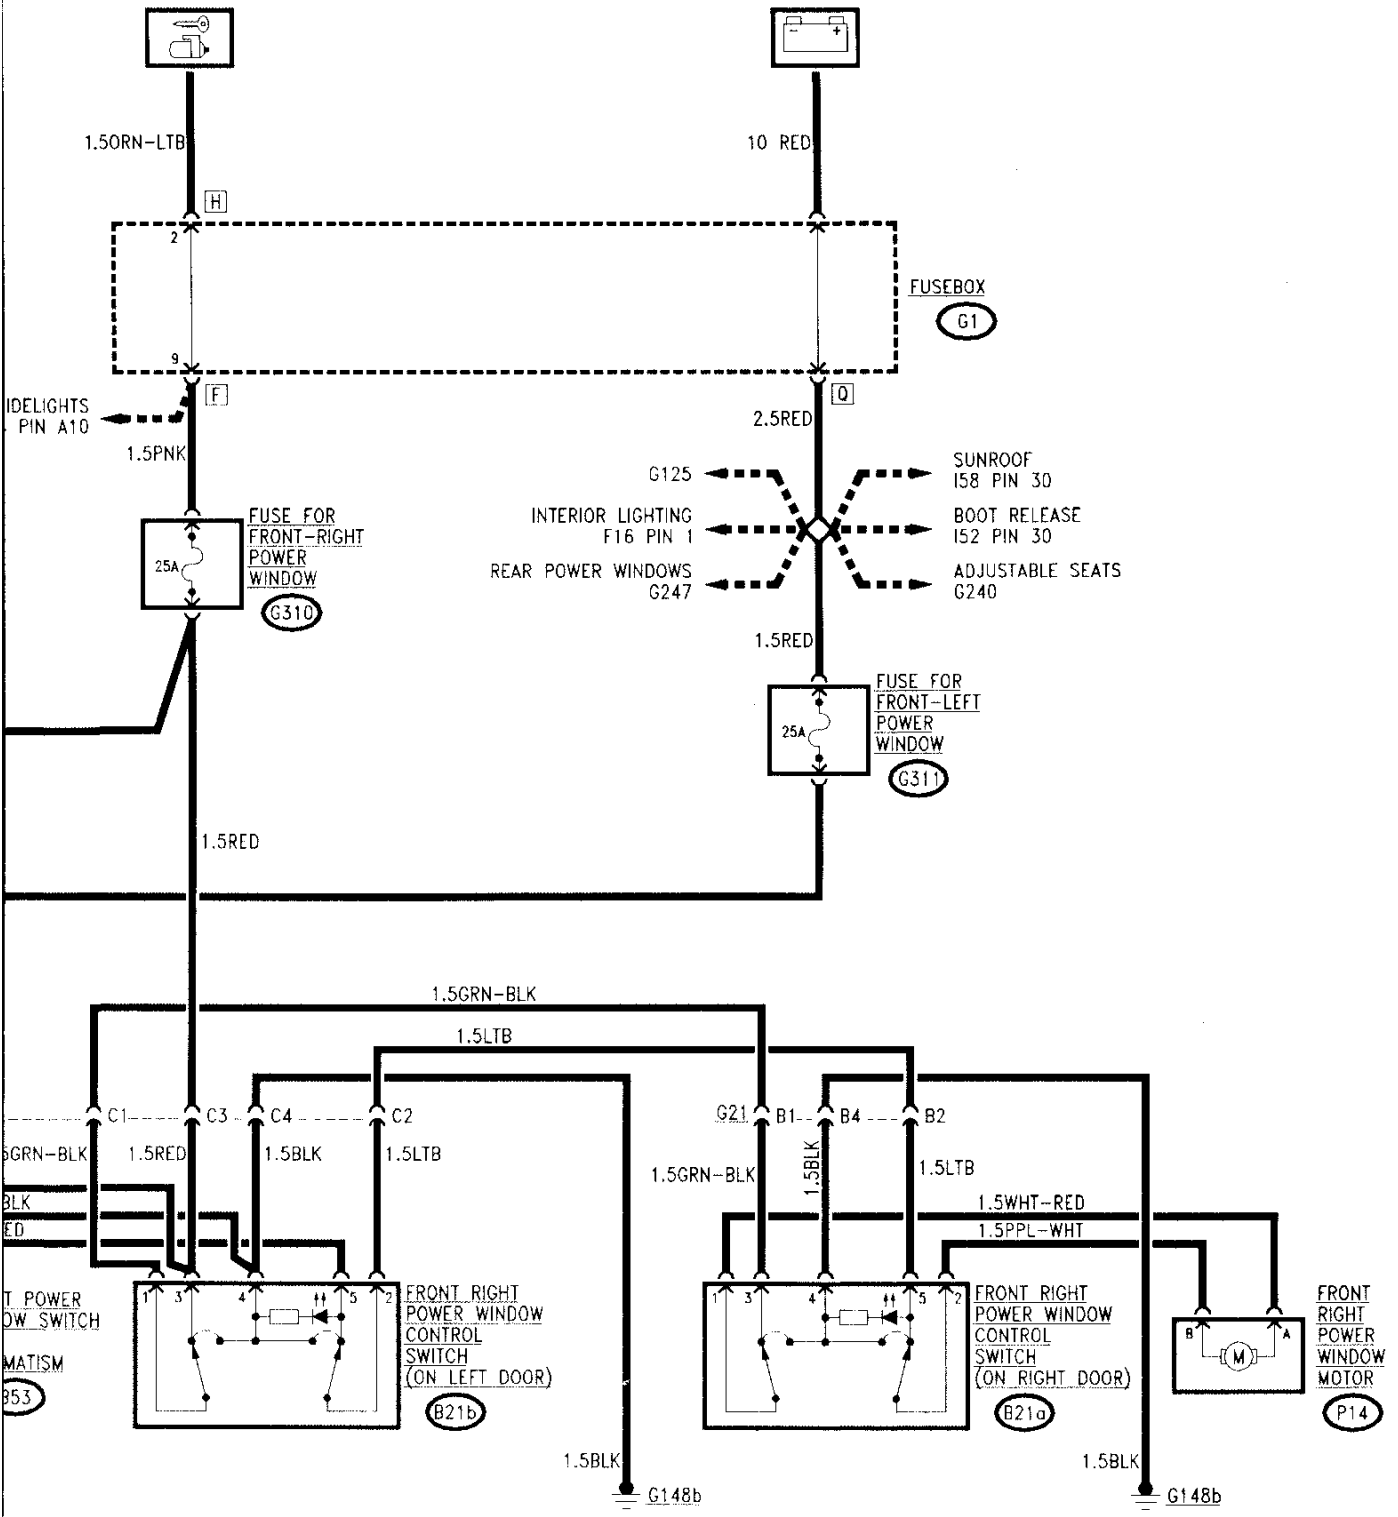 1.5ORN-LTB
10 RED
H
2
9
FUSEBOX
G1
F
Q
IDELIGHTS
PIN A10
1.5PNK
2.5RED
G125
SUNROOF
I58 PIN 30
INTERIOR LIGHTING
F16 PIN 1
BOOT RELEASE
I52 PIN 30
REAR POWER WINDOWS
G247
ADJUSTABLE SEATS
G240
FUSE FOR
FRONT-RIGHT
POWER
WINDOW
25A
G310
1.5RED
FUSE FOR
FRONT-LEFT
POWER
WINDOW
25A
G311
1.5RED
1.5GRN-BLK
1.5LTB
C1
C3
C4
C2
G21
B1
B4
B2
5GRN-BLK
1.5RED
1.5BLK
1.5LTB
1.5GRN-BLK
1.5BLK
1.5LTB
BLK
ED
1.5WHT-RED
1.5PPL-WHT
1
3
4
5
2
1
3
4
5
2
T POWER
OW SWITCH
MATISM
B53
FRONT RIGHT
POWER WINDOW
CONTROL
SWITCH
(ON LEFT DOOR)
B21b
FRONT RIGHT
POWER WINDOW
CONTROL
SWITCH
(ON RIGHT DOOR)
B21a
B
A
M
FRONT
RIGHT
POWER
WINDOW
MOTOR
P14
1.5BLK
G148b
1.5BLK
G148b